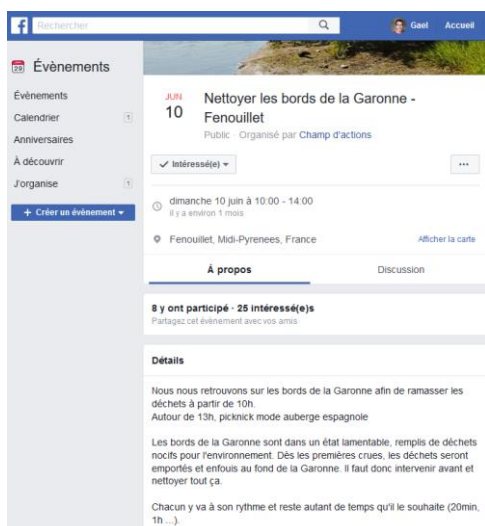 f Rechercher Gael Accueil
29 Évènements
Évènements
Calendrier 1
Anniversaires
À découvrir
J'organise 1
+ Créer un évènement
JUN
10
Nettoyer les bords de la Garonne -
Fenouillet
Public · Organisé par Champ d'actions
Intéressé(e)
...
dimanche 10 juin à 10:00 - 14:00
il y a environ 1 mois
Fenouillet, Midi-Pyrenees, France Afficher la carte
À propos Discussion
8 y ont participé · 25 intéressé(e)s
Partagez cet évènement avec vos amis
Détails
Nous nous retrouvons sur les bords de la Garonne afin de ramasser les
déchets à partir de 10h.
Autour de 13h, picknick mode auberge espagnole
Les bords de la Garonne sont dans un état lamentable, remplis de déchets
nocifs pour l'environnement. Dès les premières crues, les déchets seront
emportés et enfouis au fond de la Garonne. Il faut donc intervenir avant et
nettoyer tout ça.
Chacun y va à son rythme et reste autant de temps qu'il le souhaite (20min,
1h ...).